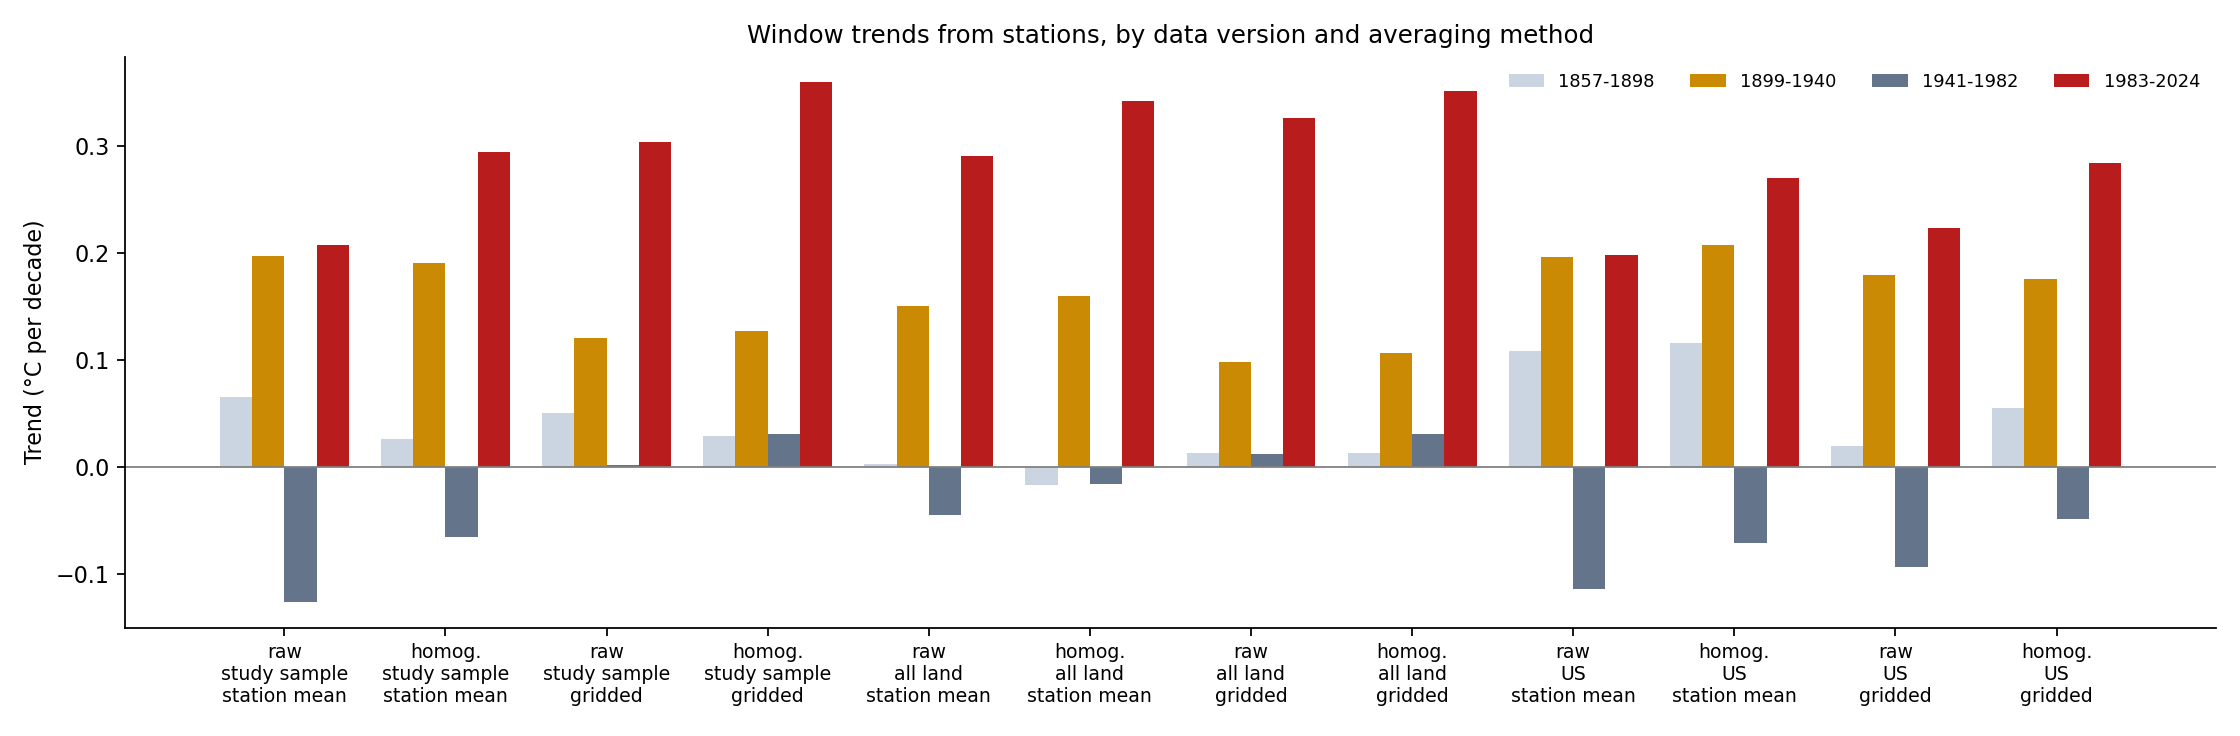 Window trends from stations, by data version and averaging method
1857-1898
1899-1940
1941-1982
1983-2024
Trend (°C per decade)
0.3
0.2
0.1
0.0
−0.1
raw
study sample
station mean
homog.
study sample
station mean
raw
study sample
gridded
homog.
study sample
gridded
raw
all land
station mean
homog.
all land
station mean
raw
all land
gridded
homog.
all land
gridded
raw
US
station mean
homog.
US
station mean
raw
US
gridded
homog.
US
gridded